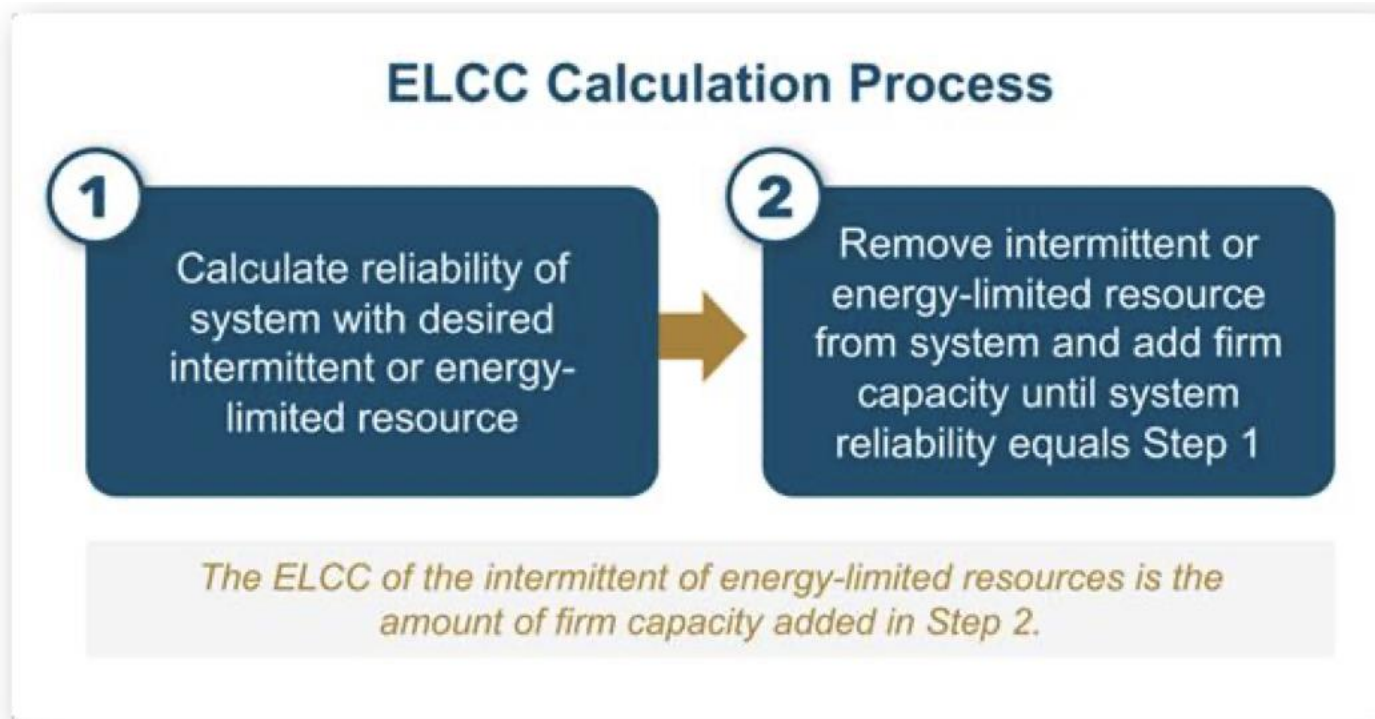 ELCC Calculation Process
1
Calculate reliability of
system with desired
intermittent or energy-
limited resource
2
Remove intermittent or
energy-limited resource
from system and add firm
capacity until system
reliability equals Step 1
The ELCC of the intermittent of energy-limited resources is the
amount of firm capacity added in Step 2.